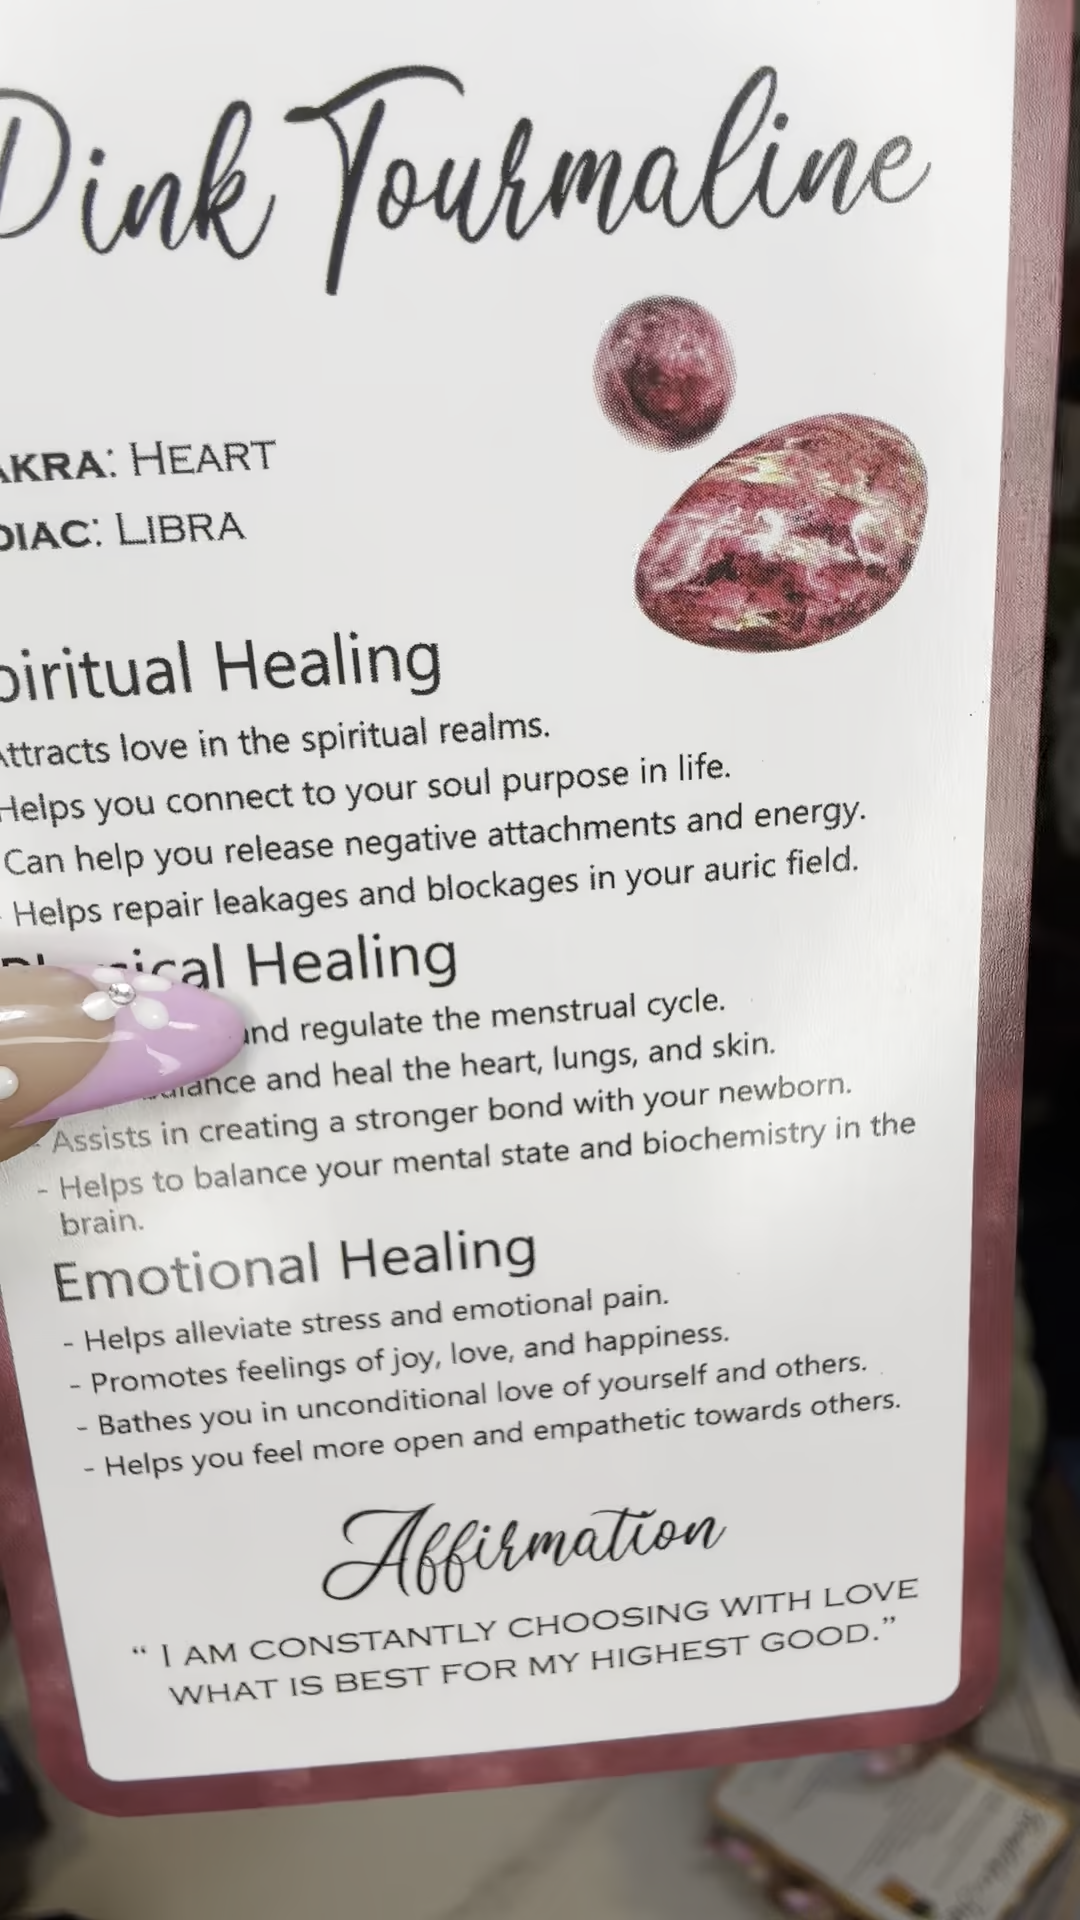 Pink Tourmaline
AKRA: HEART
DIAC: LIBRA
piritual Healing
Attracts love in the spiritual realms.
Helps you connect to your soul purpose in life.
Can help you release negative attachments and energy.
- Helps repair leakages and blockages in your auric field.
Physical Healing
and regulate the menstrual cycle.
balance and heal the heart, lungs, and skin.
- Assists in creating a stronger bond with your newborn.
- Helps to balance your mental state and biochemistry in the
brain.
Emotional Healing
- Helps alleviate stress and emotional pain.
- Promotes feelings of joy, love, and happiness.
- Bathes you in unconditional love of yourself and others.
- Helps you feel more open and empathetic towards others.
Affirmation
" I AM CONSTANTLY CHOOSING WITH LOVE
WHAT IS BEST FOR MY HIGHEST GOOD."